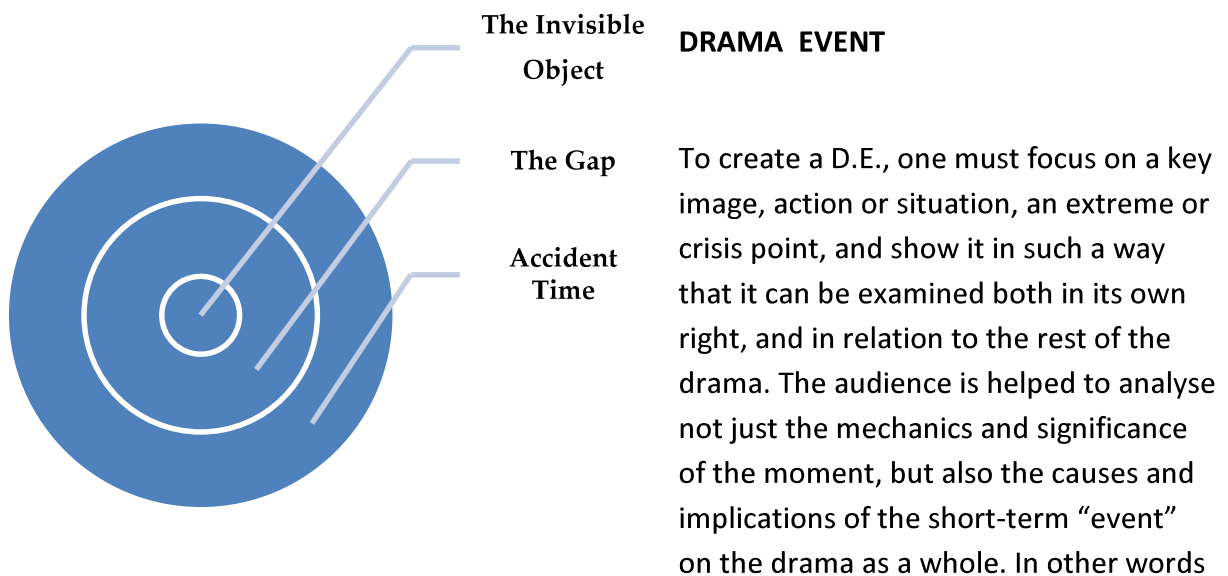 The Invisible
Object
The Gap
Accident
Time
DRAMA EVENT
To create a D.E., one must focus on a key
image, action or situation, an extreme or
crisis point, and show it in such a way
that it can be examined both in its own
right, and in relation to the rest of the
drama. The audience is helped to analyse
not just the mechanics and significance
of the moment, but also the causes and
implications of the short-term “event”
on the drama as a whole. In other words